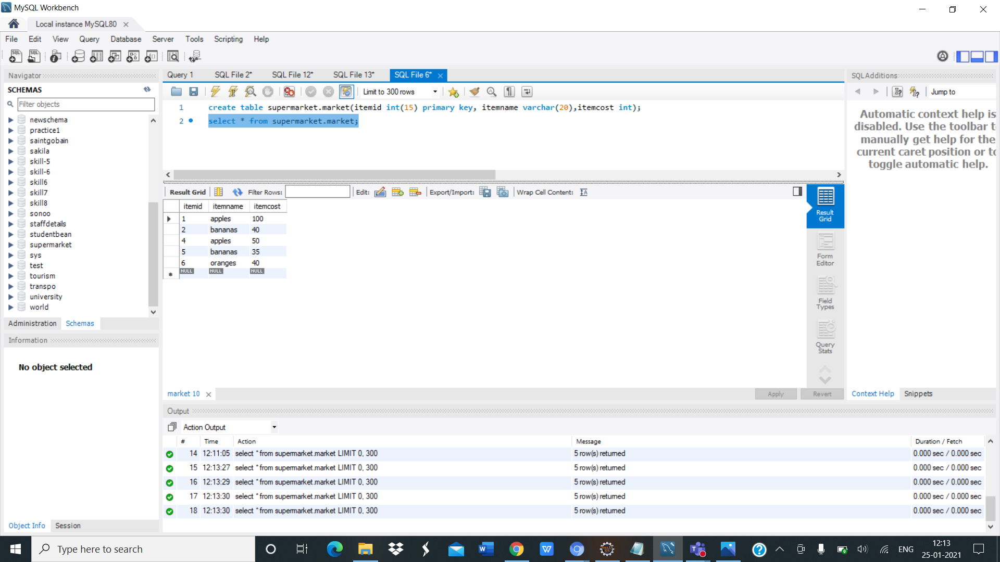 MySQL Workbench
Local instance MySQL80
File Edit View Query Database Server Tools Scripting Help
Navigator
SCHEMAS
Filter objects
newschema
practice1
saintgobain
sakila
skill-5
skill-6
skill6
skill7
skill8
sonoo
staffdetails
studentbean
supermarket
sys
test
tourism
transpo
university
world
Administration Schemas
Information
No object selected
Object Info Session
Query 1 SQL File 2* SQL File 12* SQL File 13* SQL File 6*
Limit to 300 rows
1 create table supermarket.market(itemid int(15) primary key, itemname varchar(20),itemcost int);
2 select * from supermarket.market;
Result Grid Filter Rows: Edit: Export/Import: Wrap Cell Content:
itemid itemname itemcost
1 apples 100
2 bananas 40
4 apples 50
5 bananas 35
6 oranges 40
NULL NULL NULL
Result
Grid
Form
Editor
Field
Types
Query
Stats
market 10
Apply Revert
SQLAdditions
Jump to
Automatic context help is
disabled. Use the toolbar t
manually get help for the
current caret position or to
toggle automatic help.
Context Help Snippets
Output
Action Output
# Time Action Message Duration / Fetch
14 12:11:05 select * from supermarket.market LIMIT 0, 300 5 row(s) returned 0.000 sec / 0.000 sec
15 12:13:27 select * from supermarket.market LIMIT 0, 300 5 row(s) returned 0.000 sec / 0.000 sec
16 12:13:29 select * from supermarket.market LIMIT 0, 300 5 row(s) returned 0.000 sec / 0.000 sec
17 12:13:30 select * from supermarket.market LIMIT 0, 300 5 row(s) returned 0.000 sec / 0.000 sec
18 12:13:30 select * from supermarket.market LIMIT 0, 300 5 row(s) returned 0.000 sec / 0.000 sec
Type here to search
ENG
12:13
25-01-2021